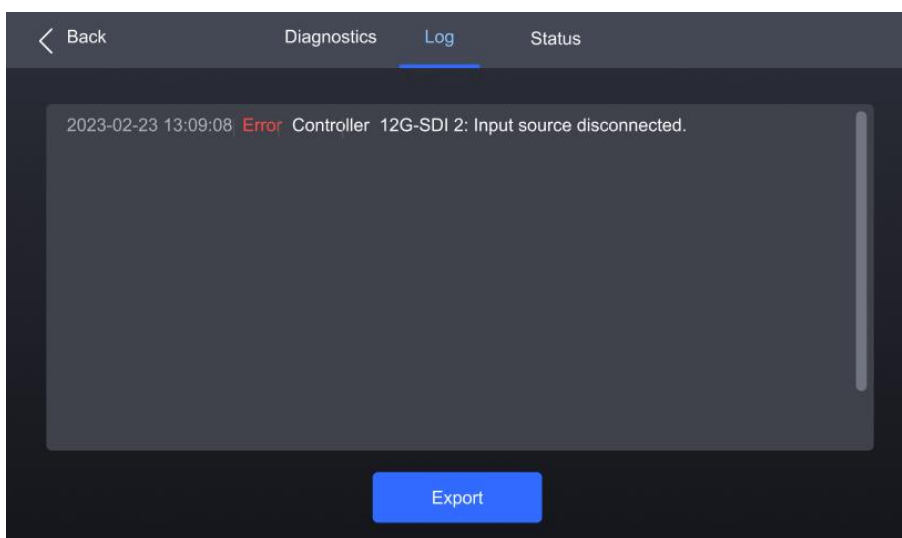 Back Diagnostics Log Status
2023-02-23 13:09:08 Error Controller 12G-SDI 2: Input source disconnected.
Export